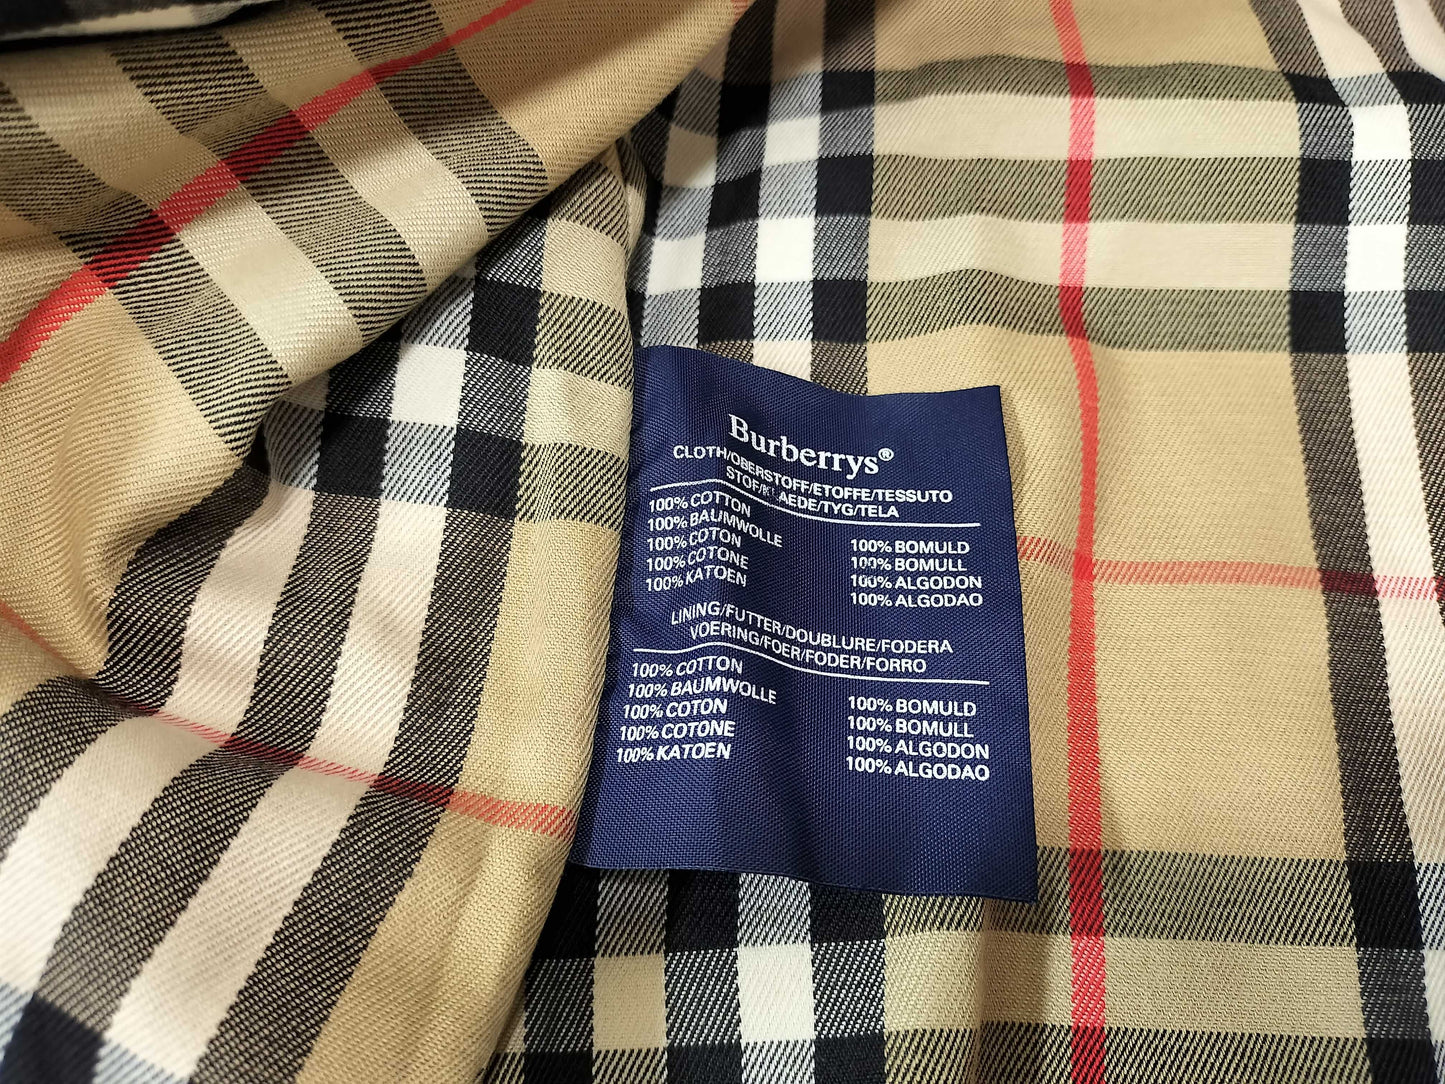 Burberrys®
CLOTH/OBERSTOFF/ETOFFE/TESSUTO
STOF/KLAEDE/TYG/TELA
100% COTTON
100% BAUMWOLLE
100% COTON
100% COTONE
100% KATOEN
100% BOMULD
100% BOMULL
100% ALGODON
100% ALGODAO
LINING/FUTTER/DOUBLURE/FODERA
VOERING/FOER/FODER/FORRO
100% COTTON
100% BAUMWOLLE
100% COTON
100% COTONE
100% KATOEN
100% BOMULD
100% BOMULL
100% ALGODON
100% ALGODAO